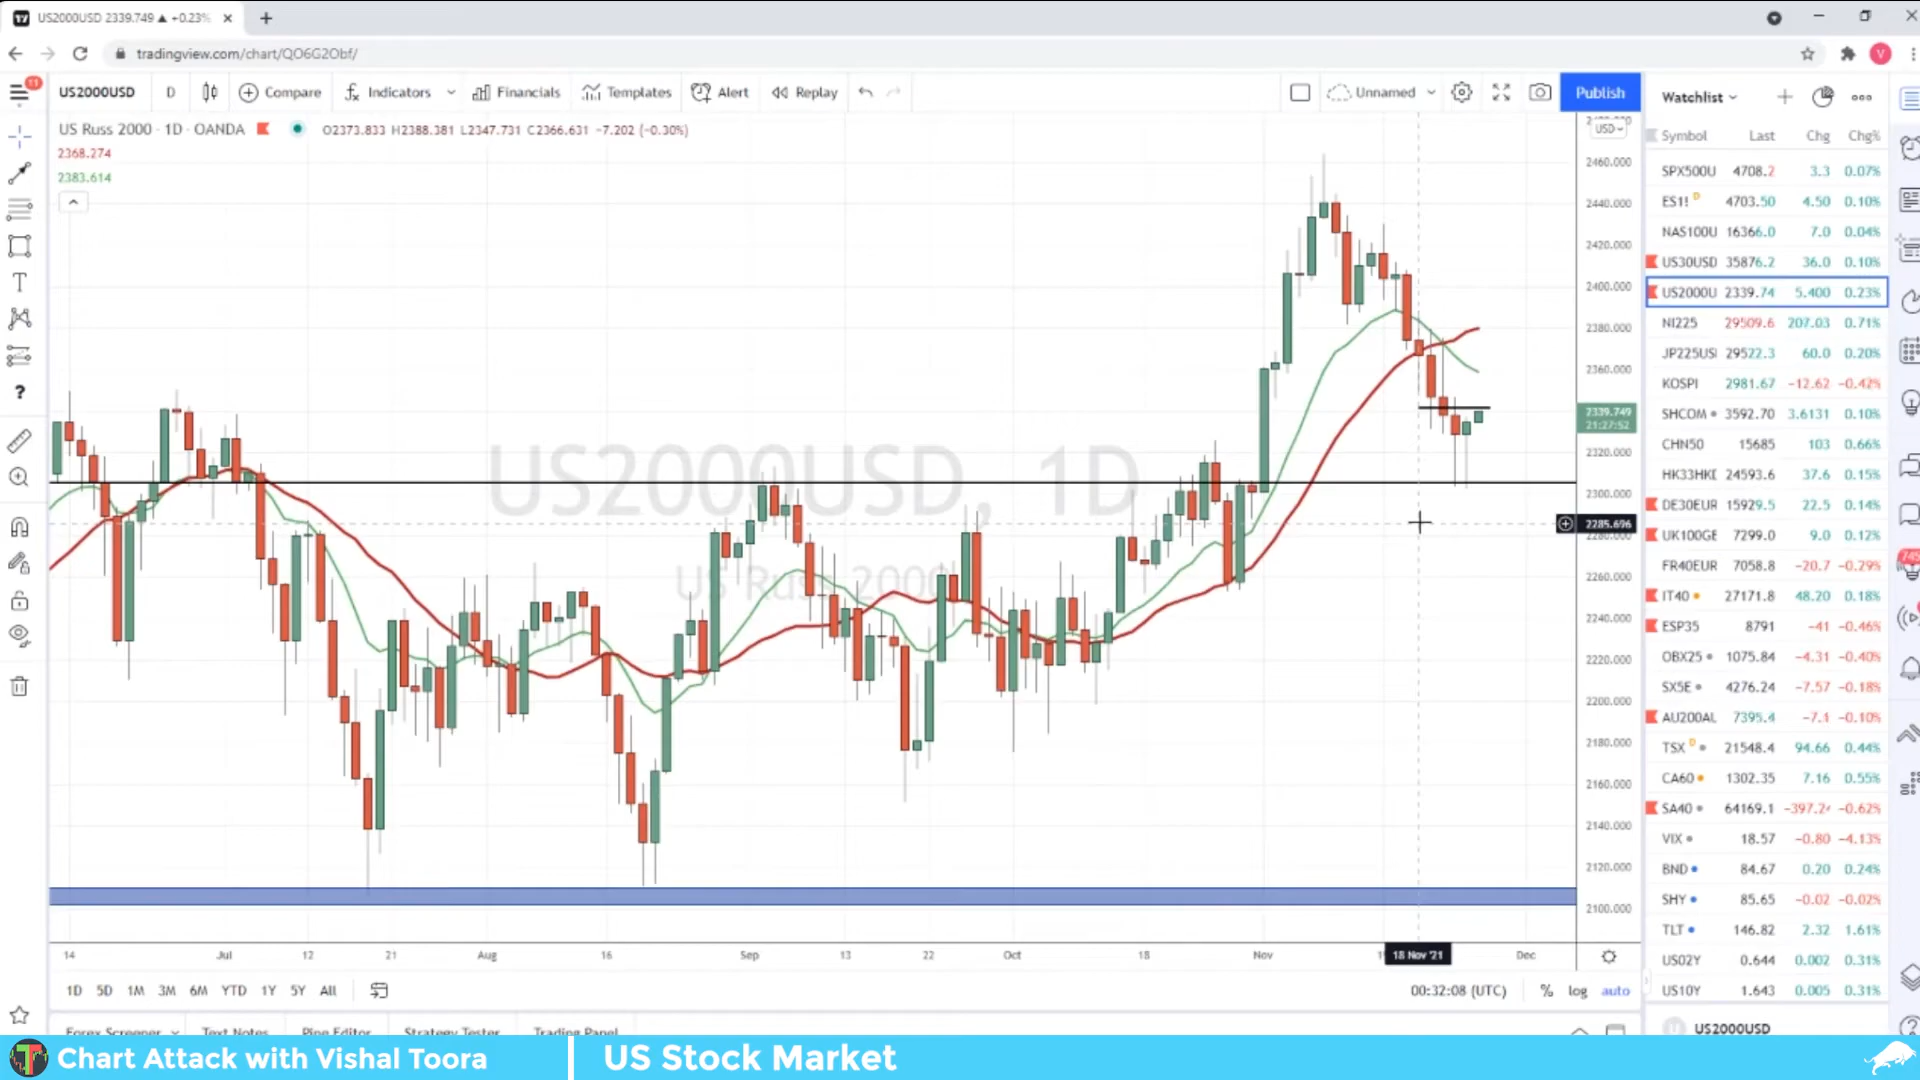 US2000USD 2339.749 ▲ +0.23%
tradingview.com/chart/QO6G2Obf/
V
11
US2000USD D Compare Indicators Financials Templates Alert Replay Unnamed Publish
US Russ 2000 · 1D · OANDA O2373.833 H2388.381 L2347.731 C2366.631 −7.202 (−0.30%)
2368.274
2383.614
US2000USD, 1D
US Russ 2000
USD
2460.000
2440.000
2420.000
2400.000
2380.000
2360.000
2339.749
21:27:52
2320.000
2300.000
2285.696
2280.000
2260.000
2240.000
2220.000
2200.000
2180.000
2160.000
2140.000
2120.000
2100.000
14 Jul 12 21 Aug 16 Sep 13 22 Oct 18 Nov 18 Nov '21 Dec
1D 5D 1M 3M 6M YTD 1Y 5Y All 00:32:08 (UTC) % log auto
Forex Screener Text Notes Pine Editor Strategy Tester Trading Panel
Watchlist
Symbol Last Chg Chg%
SPX500U 4708.2 3.3 0.07%
ES1! D 4703.50 4.50 0.10%
NAS100U 16366.0 7.0 0.04%
US30USD 35876.2 36.0 0.10%
US2000U 2339.74 5.400 0.23%
NI225 29509.6 207.03 0.71%
JP225USI 29522.3 60.0 0.20%
KOSPI 2981.67 −12.62 −0.42%
SHCOM 3592.70 3.6131 0.10%
CHN50 15685 103 0.66%
HK33HKI 24593.6 37.6 0.15%
DE30EUR 15929.5 22.5 0.14%
UK100GE 7299.0 9.0 0.12%
FR40EUR 7058.8 −20.7 −0.29%
IT40 27171.8 48.20 0.18%
ESP35 8791 −41 −0.46%
OBX25 1075.84 −4.31 −0.40%
SX5E 4276.24 −7.57 −0.18%
AU200AL 7395.4 −7.1 −0.10%
TSX D 21548.4 94.66 0.44%
CA60 1302.35 7.16 0.55%
SA40 64169.1 −397.2 −0.62%
VIX 18.57 −0.80 −4.13%
BND 84.67 0.20 0.24%
SHY 85.65 −0.02 −0.02%
TLT 146.82 2.32 1.61%
US02Y 0.644 0.002 0.31%
US10Y 1.643 0.005 0.31%
US2000USD
745
Chart Attack with Vishal Toora
US Stock Market